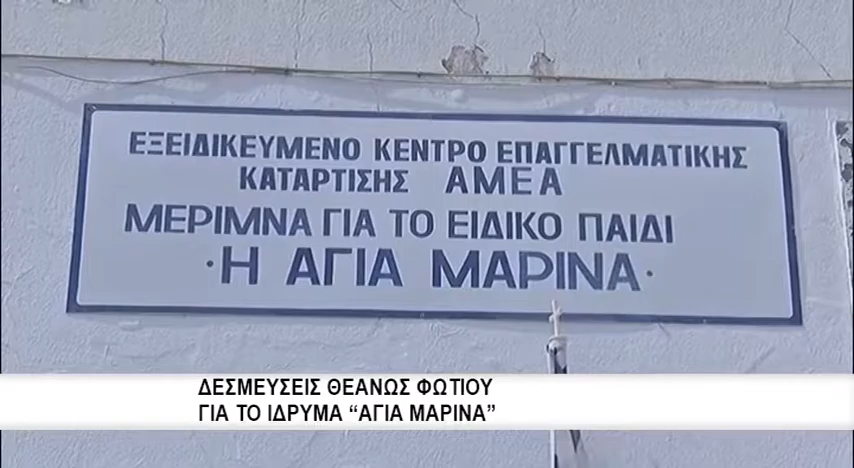 ΕΞΕΙΔΙΚΕΥΜΕΝΟ ΚΕΝΤΡΟ ΕΠΑΓΓΕΛΜΑΤΙΚΗΣ
ΚΑΤΑΡΤΙΣΗΣ ΑΜΕΑ
ΜΕΡΙΜΝΑ ΓΙΑ ΤΟ ΕΙΔΙΚΟ ΠΑΙΔΙ
·Η ΑΓΙΑ ΜΑΡΙΝΑ·
ΔΕΣΜΕΥΣΕΙΣ ΘΕΑΝΩΣ ΦΩΤΙΟΥ
ΓΙΑ ΤΟ ΙΔΡΥΜΑ “ΑΓΙΑ ΜΑΡΙΝΑ”